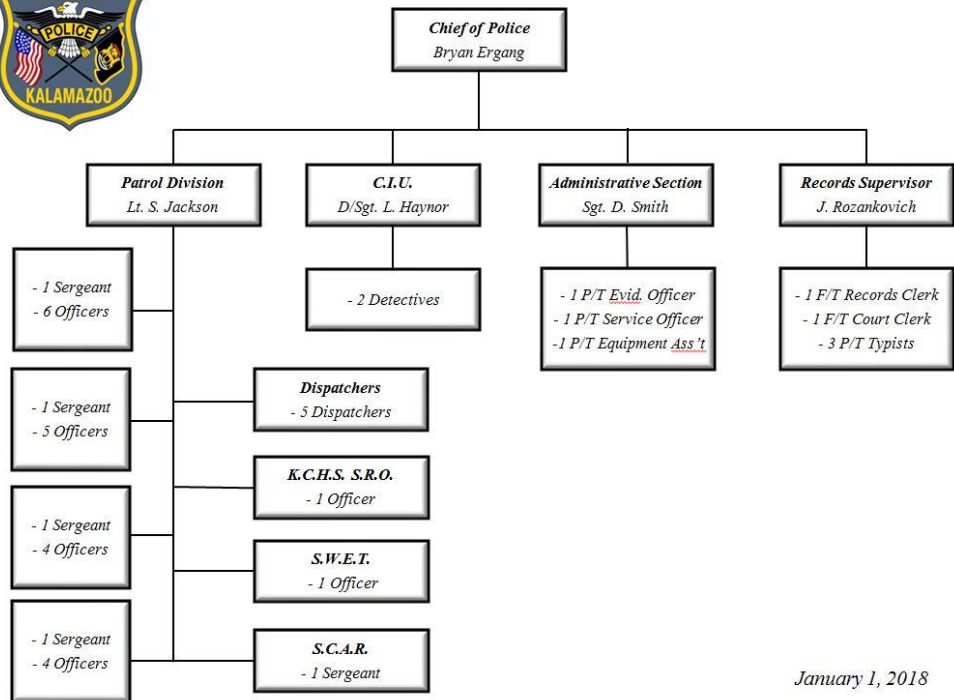 POLICE
KALAMAZOO
Chief of Police
Bryan Ergang
Patrol Division
Lt. S. Jackson
C.I.U.
D/Sgt. L. Haynor
Administrative Section
Sgt. D. Smith
Records Supervisor
J. Rozankovich
- 1 Sergeant
- 6 Officers
- 2 Detectives
- 1 P/T Evid. Officer
- 1 P/T Service Officer
-1 P/T Equipment Ass't
- 1 F/T Records Clerk
- 1 F/T Court Clerk
- 3 P/T Typists
- 1 Sergeant
- 5 Officers
Dispatchers
- 5 Dispatchers
K.C.H.S. S.R.O.
- 1 Officer
- 1 Sergeant
- 4 Officers
S.W.E.T.
- 1 Officer
- 1 Sergeant
- 4 Officers
S.C.A.R.
- 1 Sergeant
January 1, 2018